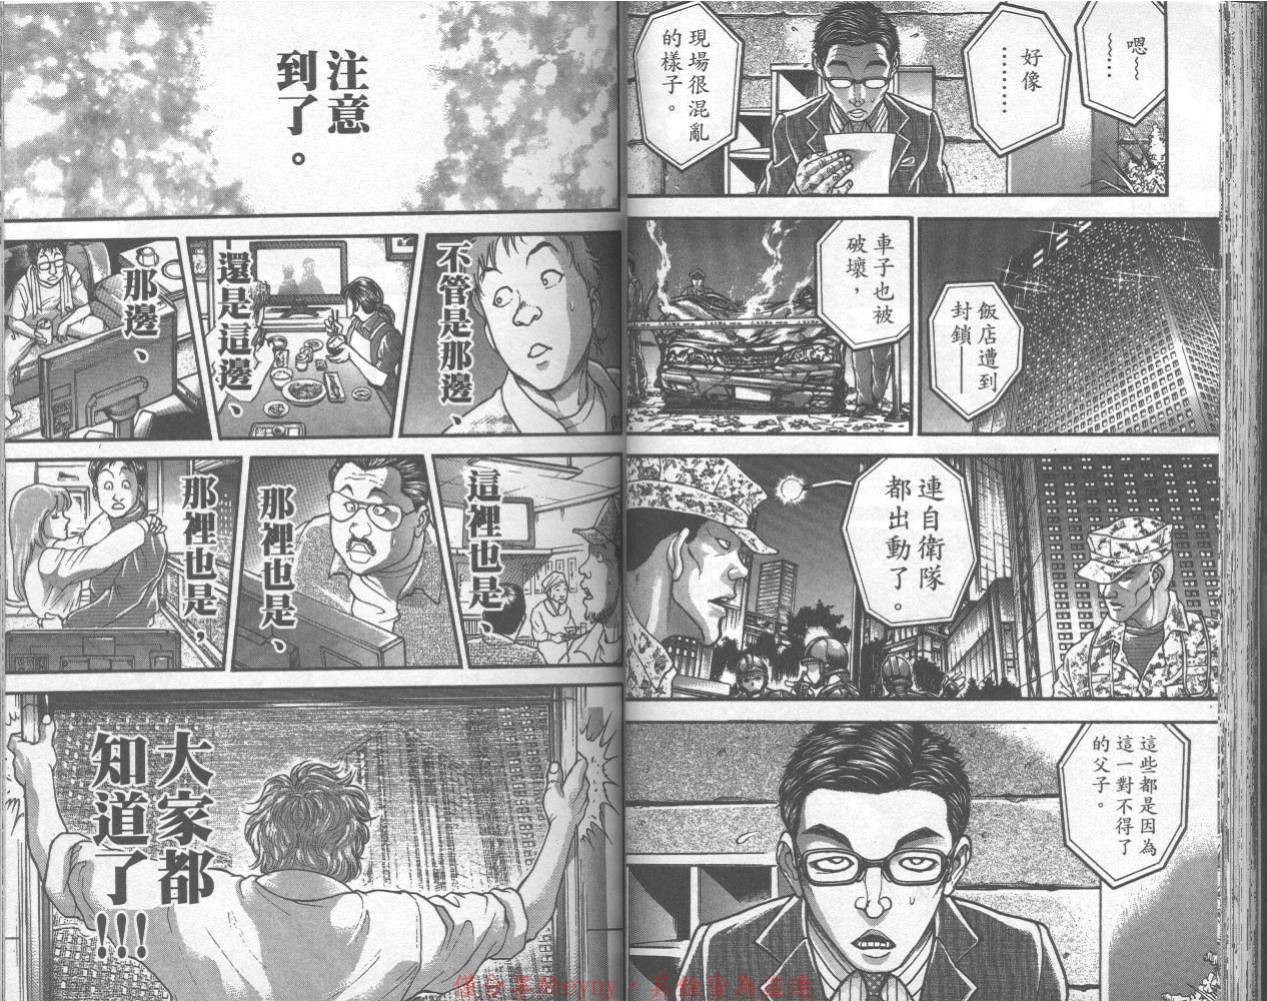 嗯～
～……
好像
………
現場很混亂
的樣子。
飯店遭到
封鎖——
車子也被
破壞，
連自衛隊
都出動了。
這些都是因為
這一對不得了
的父子。
注意
到了。
不管是那邊、
還是這邊、
那邊、
這裡也是、
那裡也是、
那裡也是，
大家都
知道了!!!